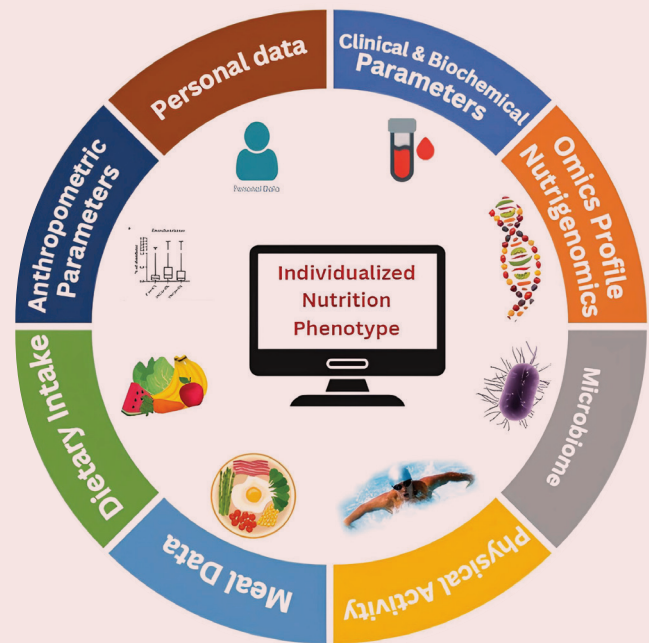 Personal data
Clinical & Biochemical
Parameters
Omics Profile
Nutrigenomics
Microbiome
Physical Activity
Meal Data
Dietary Intake
Anthropometric
Parameters
Personal Data
Individualized
Nutrition
Phenotype